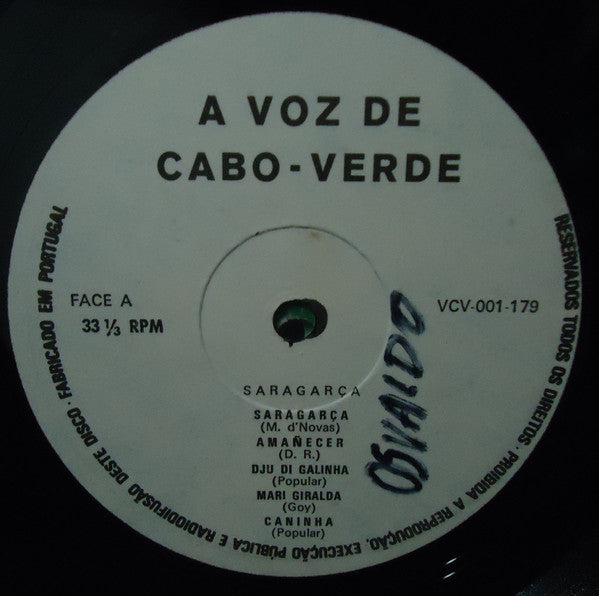 A VOZ DE
CABO-VERDE
FACE A
33 1/3 RPM
VCV-001-179
SARAGARÇA
SARAGARÇA
(M. d'Novas)
AMAÑECER
(D. R.)
DJU DI GALINHA
(Popular)
MARI GIRALDA
(Goy)
CANINHA
(Popular)
OSVALDO
RESERVADOS TODOS OS DIREITOS · PROIBIDA A REPRODUÇÃO, EXECUÇÃO PÚBLICA E RADIODIFUSÃO DESTE DISCO · FABRICADO EM PORTUGAL